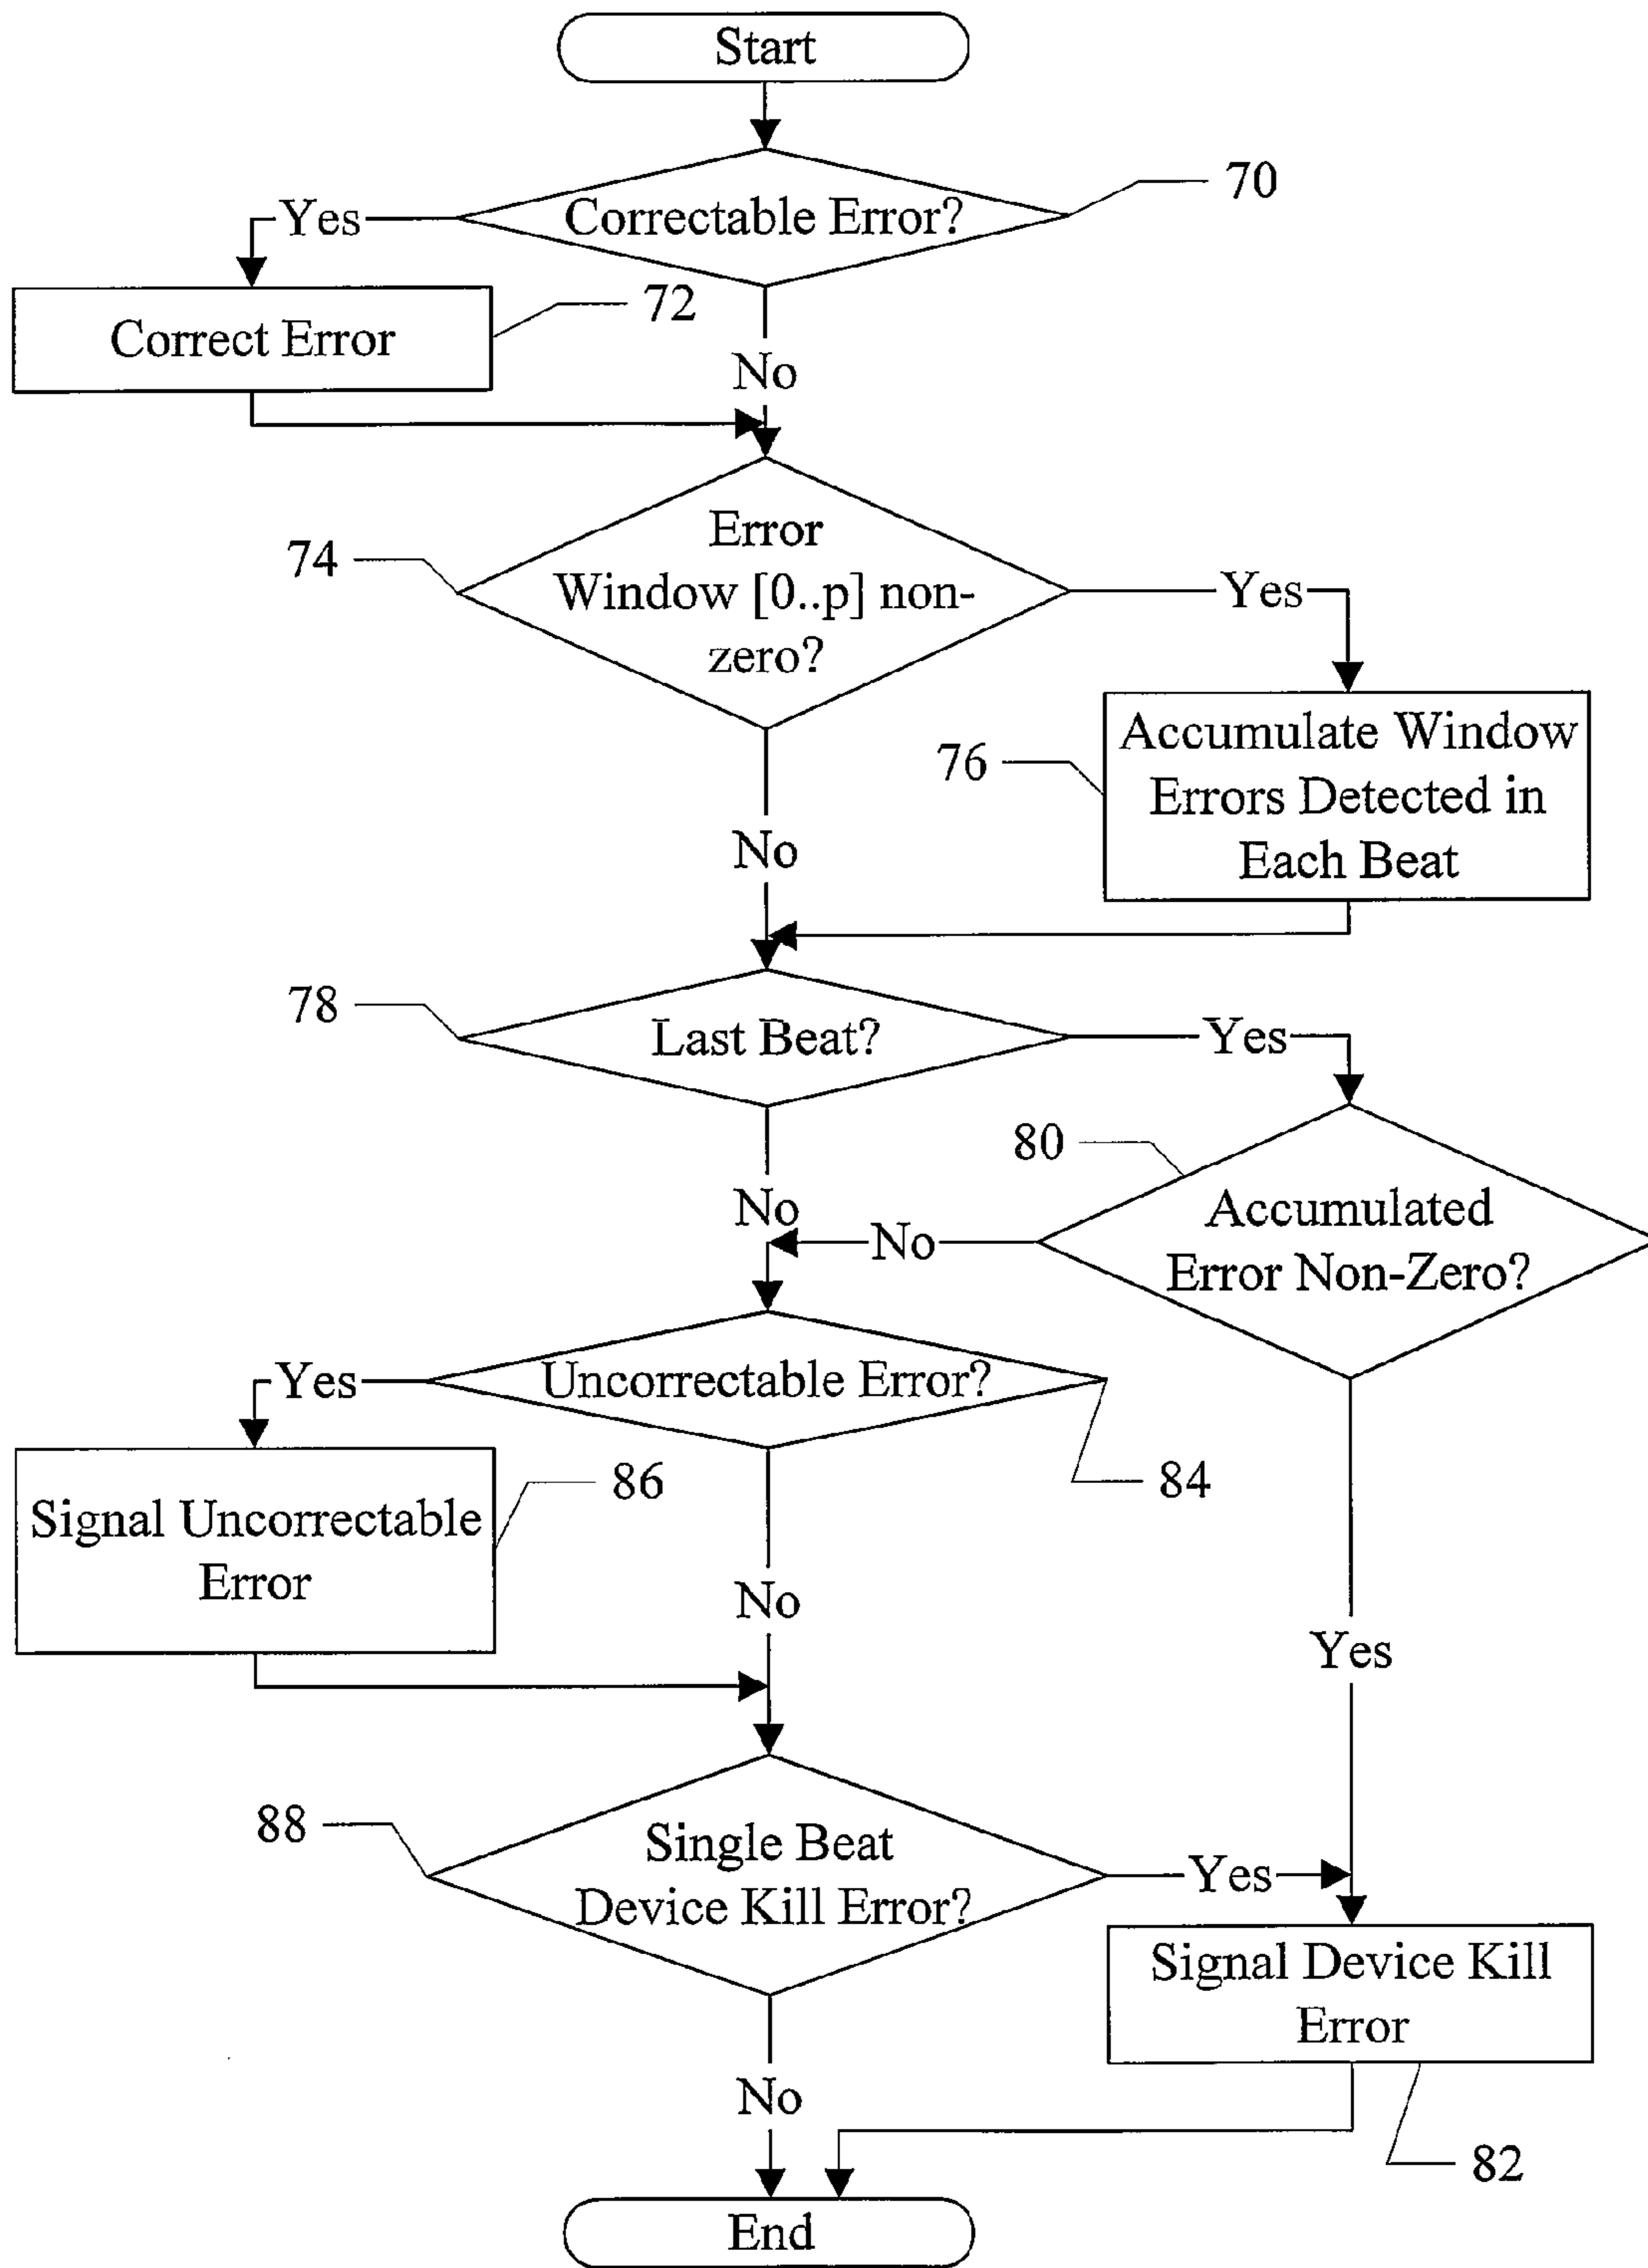 Start
Correctable Error?
70
Yes
Correct Error
72
No
Error
Window [0..p] non-
zero?
74
Yes
Accumulate Window
Errors Detected in
Each Beat
76
No
Last Beat?
78
Yes
80
Accumulated
Error Non-Zero?
No
No
Uncorrectable Error?
Yes
84
Signal Uncorrectable
Error
86
No
Yes
Single Beat
Device Kill Error?
88
Yes
Signal Device Kill
Error
No
82
End